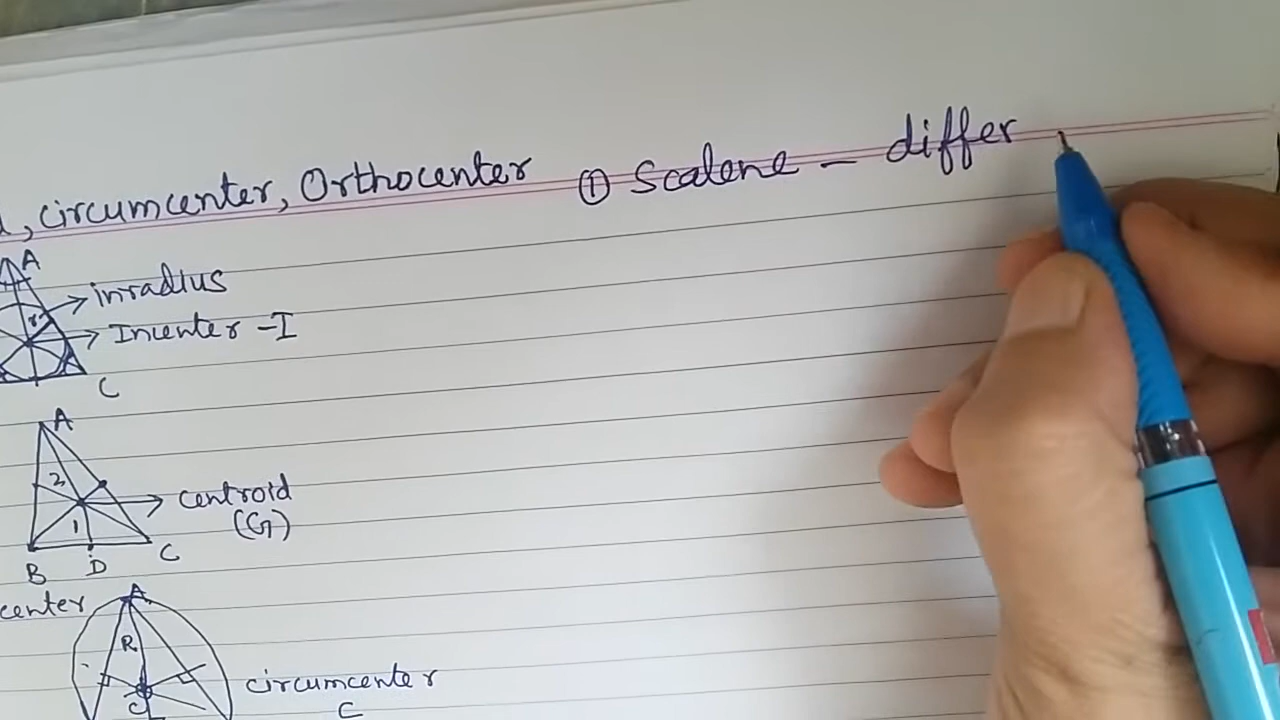 , circumcenter, Orthocenter
① Scalene - differ
A
inradius
r
Incenter - I
C
A
2
centroid
(G)
1
B
D
C
center
A
R
circumcenter
C
C